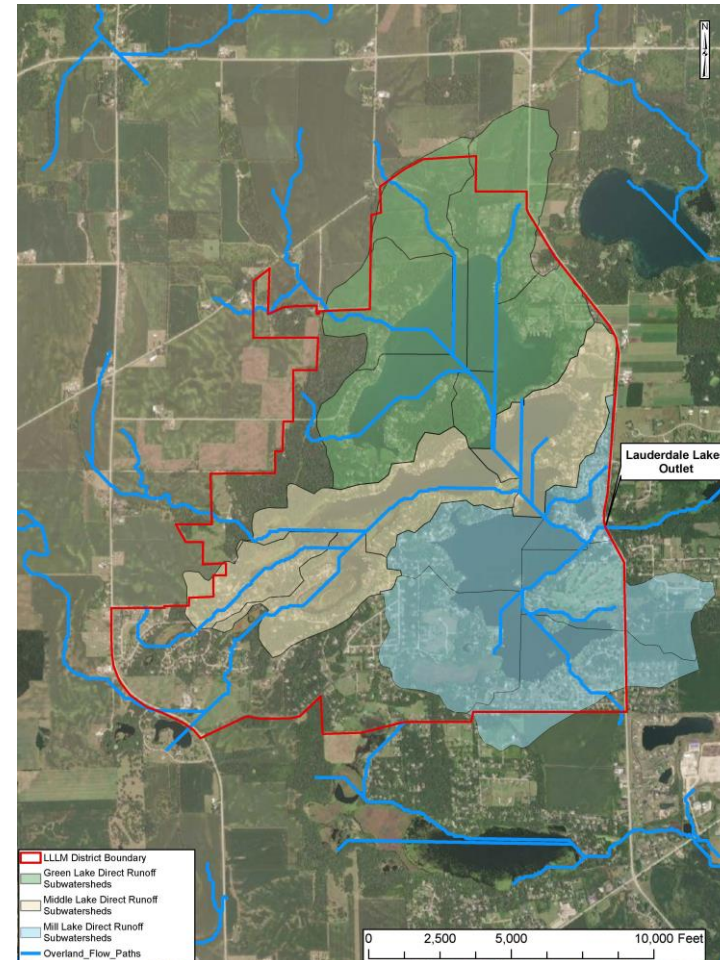 N
Lauderdale Lake
Outlet
LLLM District Boundary
Green Lake Direct Runoff
Subwatersheds
Middle Lake Direct Runoff
Subwatersheds
Mill Lake Direct Runoff
Subwatersheds
Overland_Flow_Paths
0 2,500 5,000 10,000 Feet